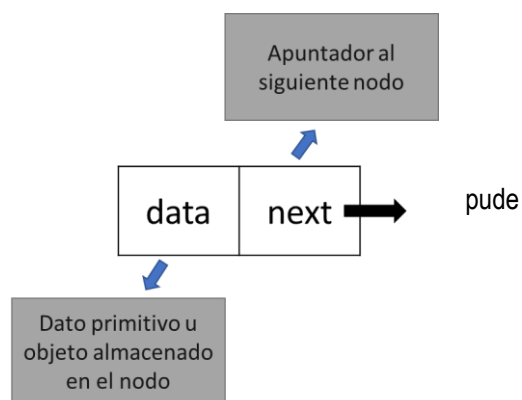 Apuntador al
siguiente nodo
data
next
pude
Dato primitivo u
objeto almacenado
en el nodo